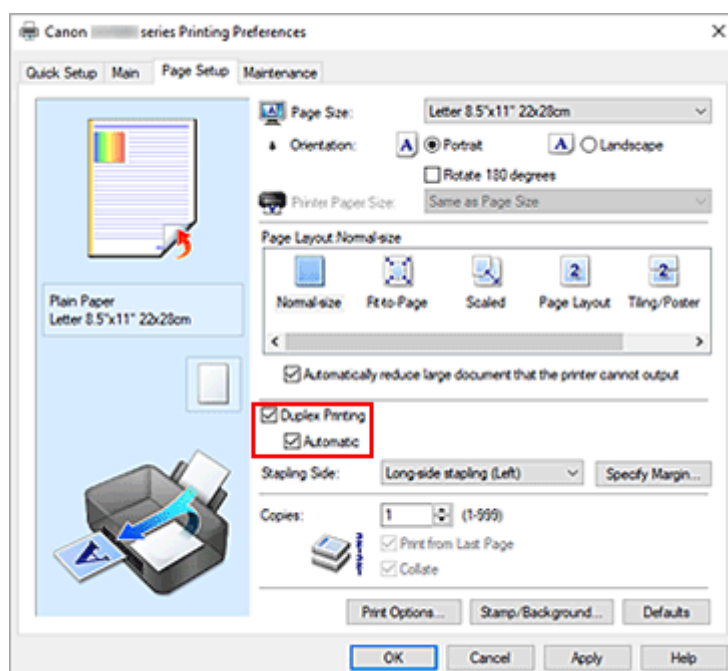 Canon series Printing Preferences
Quick Setup Main Page Setup Maintenance
Page Size: Letter 8.5"x11" 22x28cm
Orientation: A Portrait A Landscape
Rotate 180 degrees
Printer Paper Size: Same as Page Size
Page Layout:Normal-size
Normal-size Fit-to-Page Scaled Page Layout Tiling/Poster
Plain Paper
Letter 8.5"x11" 22x28cm
Automatically reduce large document that the printer cannot output
Duplex Printing
Automatic
Stapling Side: Long-side stapling (Left) Specify Margin...
Copies: 1 (1-999)
Print from Last Page
Collate
Print Options... Stamp/Background... Defaults
OK Cancel Apply Help